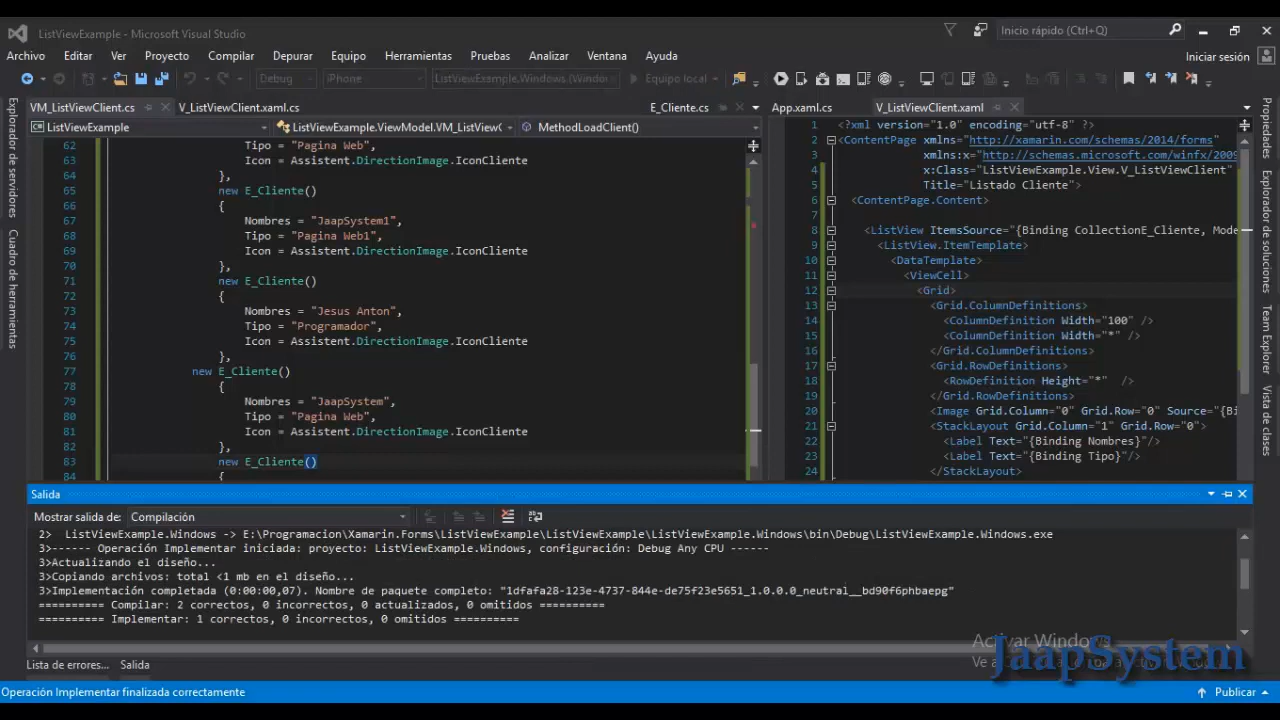 ListViewExample - Microsoft Visual Studio
Inicio rápido (Ctrl+Q)
Archivo Editar Ver Proyecto Compilar Depurar Equipo Herramientas Pruebas Analizar Ventana Ayuda
Iniciar sesión
Debug iPhone ListViewExample.Windows (Window Equipo local
VM_ListViewClient.cs V_ListViewClient.xaml.cs E_Cliente.cs App.xaml.cs V_ListViewClient.xaml
ListViewExample ListViewExample.ViewModel.VM_ListViewC MethodLoadClient()
Explorador de servidores
Cuadro de herramientas
62 Tipo = "Pagina Web",
63 Icon = Assistent.DirectionImage.IconCliente
64 },
65 new E_Cliente()
66 {
67 Nombres = "JaapSystem1",
68 Tipo = "Pagina Web1",
69 Icon = Assistent.DirectionImage.IconCliente
70 },
71 new E_Cliente()
72 {
73 Nombres = "Jesus Anton",
74 Tipo = "Programador",
75 Icon = Assistent.DirectionImage.IconCliente
76 },
77 new E_Cliente()
78 {
79 Nombres = "JaapSystem",
80 Tipo = "Pagina Web",
81 Icon = Assistent.DirectionImage.IconCliente
82 },
83 new E_Cliente()
84 {
1 <?xml version="1.0" encoding="utf-8" ?>
2 <ContentPage xmlns="http://xamarin.com/schemas/2014/forms"
3 xmlns:x="http://schemas.microsoft.com/winfx/2009
4 x:Class="ListViewExample.View.V_ListViewClient"
5 Title="Listado Cliente">
6 <ContentPage.Content>
7
8 <ListView ItemsSource="{Binding CollectionE_Cliente, Mode
9 <ListView.ItemTemplate>
10 <DataTemplate>
11 <ViewCell>
12 <Grid>
13 <Grid.ColumnDefinitions>
14 <ColumnDefinition Width="100" />
15 <ColumnDefinition Width="*" />
16 </Grid.ColumnDefinitions>
17 <Grid.RowDefinitions>
18 <RowDefinition Height="*" />
19 </Grid.RowDefinitions>
20 <Image Grid.Column="0" Grid.Row="0" Source="{Bi
21 <StackLayout Grid.Column="1" Grid.Row="0">
22 <Label Text="{Binding Nombres}"/>
23 <Label Text="{Binding Tipo}"/>
24 </StackLayout>
Propiedades
Explorador de soluciones
Team Explorer
Vista de clases
Salida
Mostrar salida de: Compilación
2> ListViewExample.Windows -> E:\Programacion\Xamarin.Forms\ListViewExample\ListViewExample\ListViewExample.Windows\bin\Debug\ListViewExample.Windows.exe
3>------ Operación Implementar iniciada: proyecto: ListViewExample.Windows, configuración: Debug Any CPU ------
3>Actualizando el diseño...
3>Copiando archivos: total <1 mb en el diseño...
3>Implementación completada (0:00:00,07). Nombre de paquete completo: "1dfafa28-123e-4737-844e-de75f23e5651_1.0.0.0_neutral__bd90f6phbaepg"
========== Compilar: 2 correctos, 0 incorrectos, 0 actualizados, 0 omitidos ==========
========== Implementar: 1 correctos, 0 incorrectos, 0 omitidos ==========
Activar Windows
JaapSystem
Lista de errores... Salida
Operación Implementar finalizada correctamente
Publicar